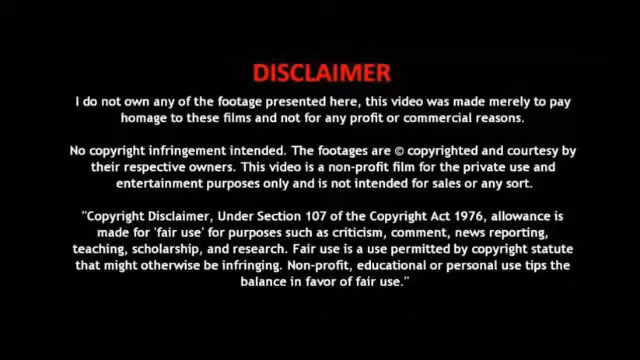 DISCLAIMER
I do not own any of the footage presented here, this video was made merely to pay
homage to these films and not for any profit or commercial reasons.
No copyright infringement intended. The footages are © copyrighted and courtesy by
their respective owners. This video is a non-profit film for the private use and
entertainment purposes only and is not intended for sales or any sort.
"Copyright Disclaimer, Under Section 107 of the Copyright Act 1976, allowance is
made for 'fair use' for purposes such as criticism, comment, news reporting,
teaching, scholarship, and research. Fair use is a use permitted by copyright statute
that might otherwise be infringing. Non-profit, educational or personal use tips the
balance in favor of fair use."